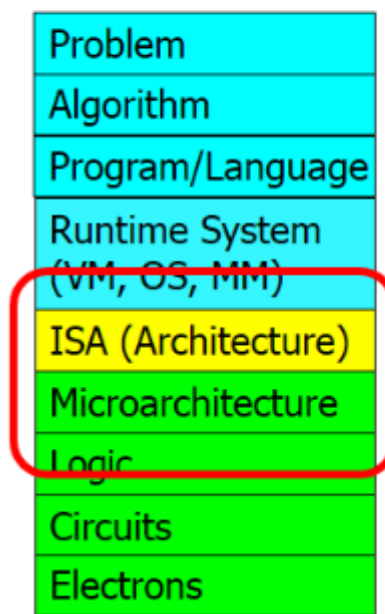 Problem
Algorithm
Program/Language
Runtime System
(VM, OS, MM)
ISA (Architecture)
Microarchitecture
Logic
Circuits
Electrons